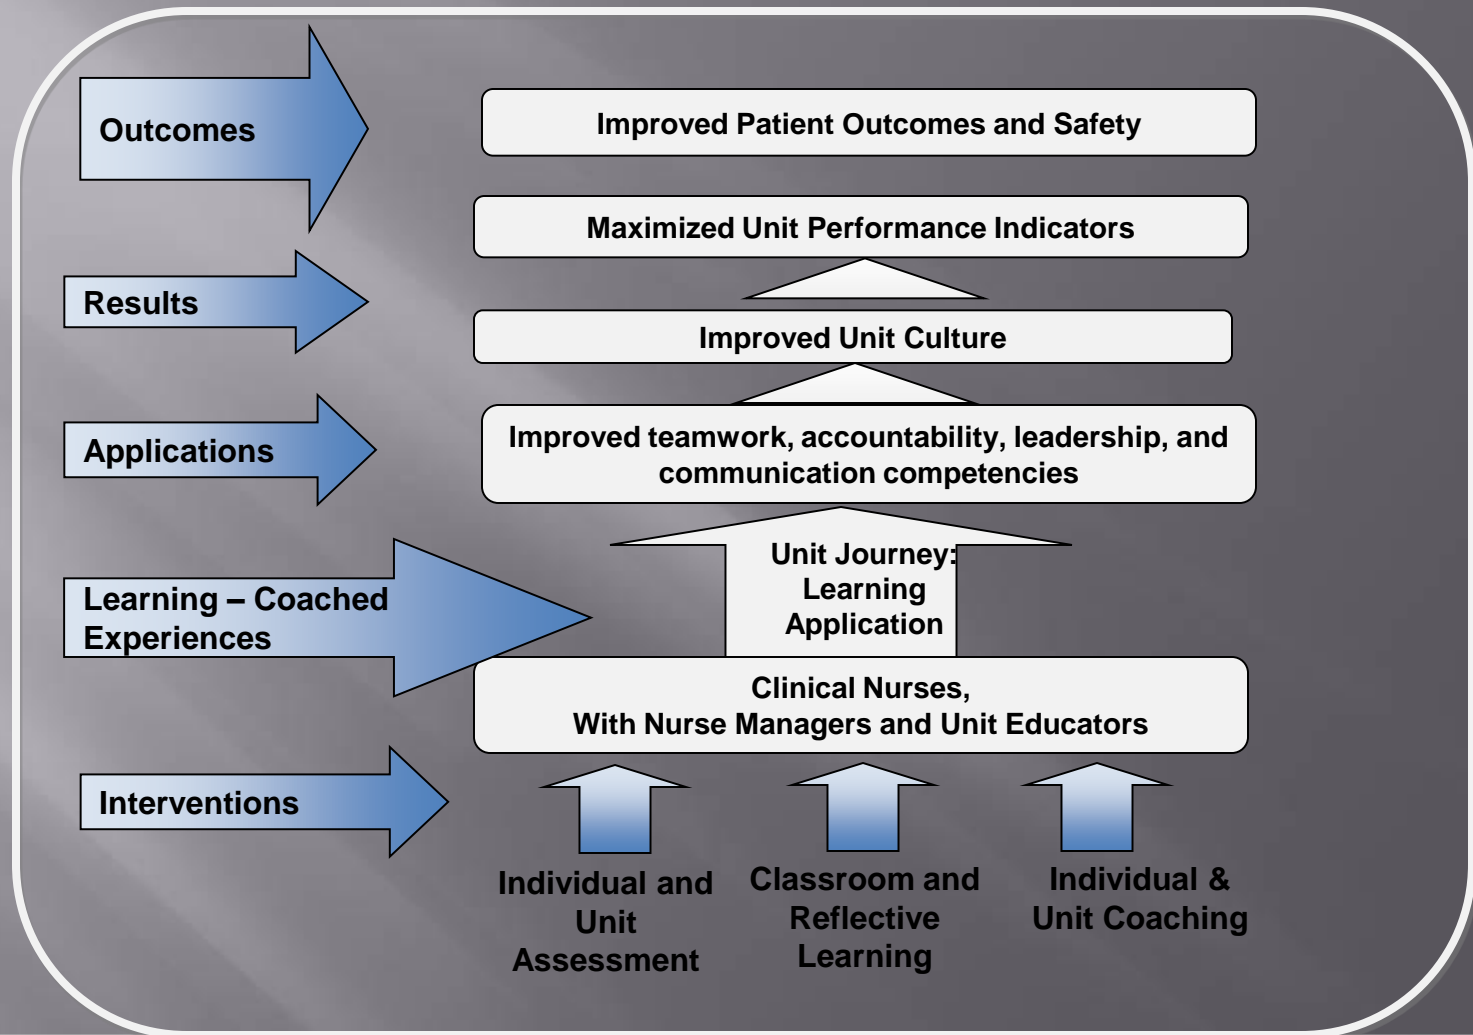 Outcomes
Improved Patient Outcomes and Safety
Maximized Unit Performance Indicators
Results
Improved Unit Culture
Applications
Improved teamwork, accountability, leadership, and
communication competencies
Unit Journey:
Learning
Application
Learning – Coached
Experiences
Clinical Nurses,
With Nurse Managers and Unit Educators
Interventions
Individual and
Unit
Assessment
Classroom and
Reflective
Learning
Individual &
Unit Coaching